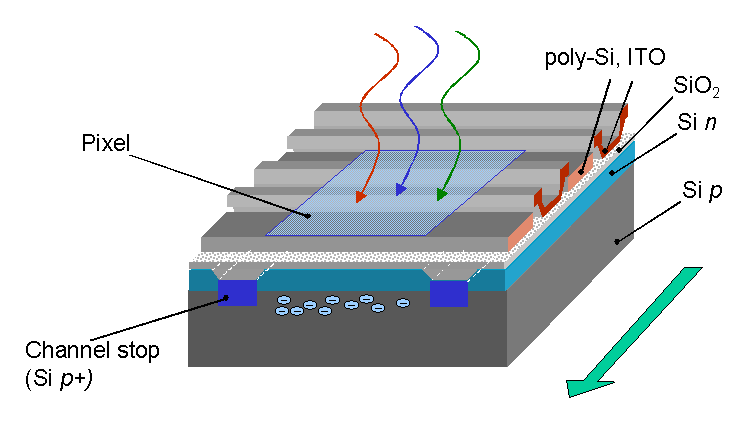 poly-Si, ITO
SiO₂
Si n
Pixel
Si p
Channel stop
(Si p+)